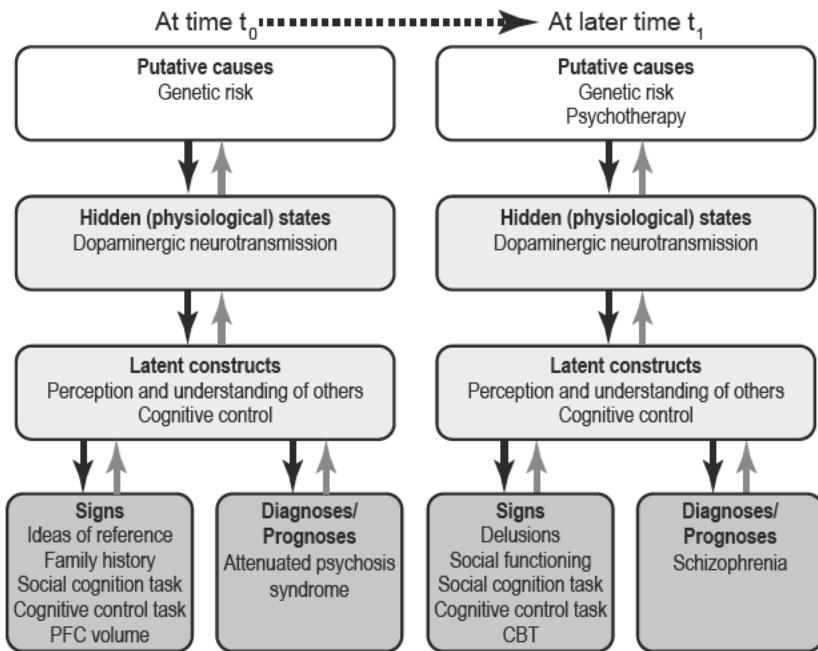 At time t0
At later time t1
Putative causes
Genetic risk
Putative causes
Genetic risk
Psychotherapy
Hidden (physiological) states
Dopaminergic neurotransmission
Hidden (physiological) states
Dopaminergic neurotransmission
Latent constructs
Perception and understanding of others
Cognitive control
Latent constructs
Perception and understanding of others
Cognitive control
Signs
Ideas of reference
Family history
Social cognition task
Cognitive control task
PFC volume
Diagnoses/
Prognoses
Attenuated psychosis
syndrome
Signs
Delusions
Social functioning
Social cognition task
Cognitive control task
CBT
Diagnoses/
Prognoses
Schizophrenia